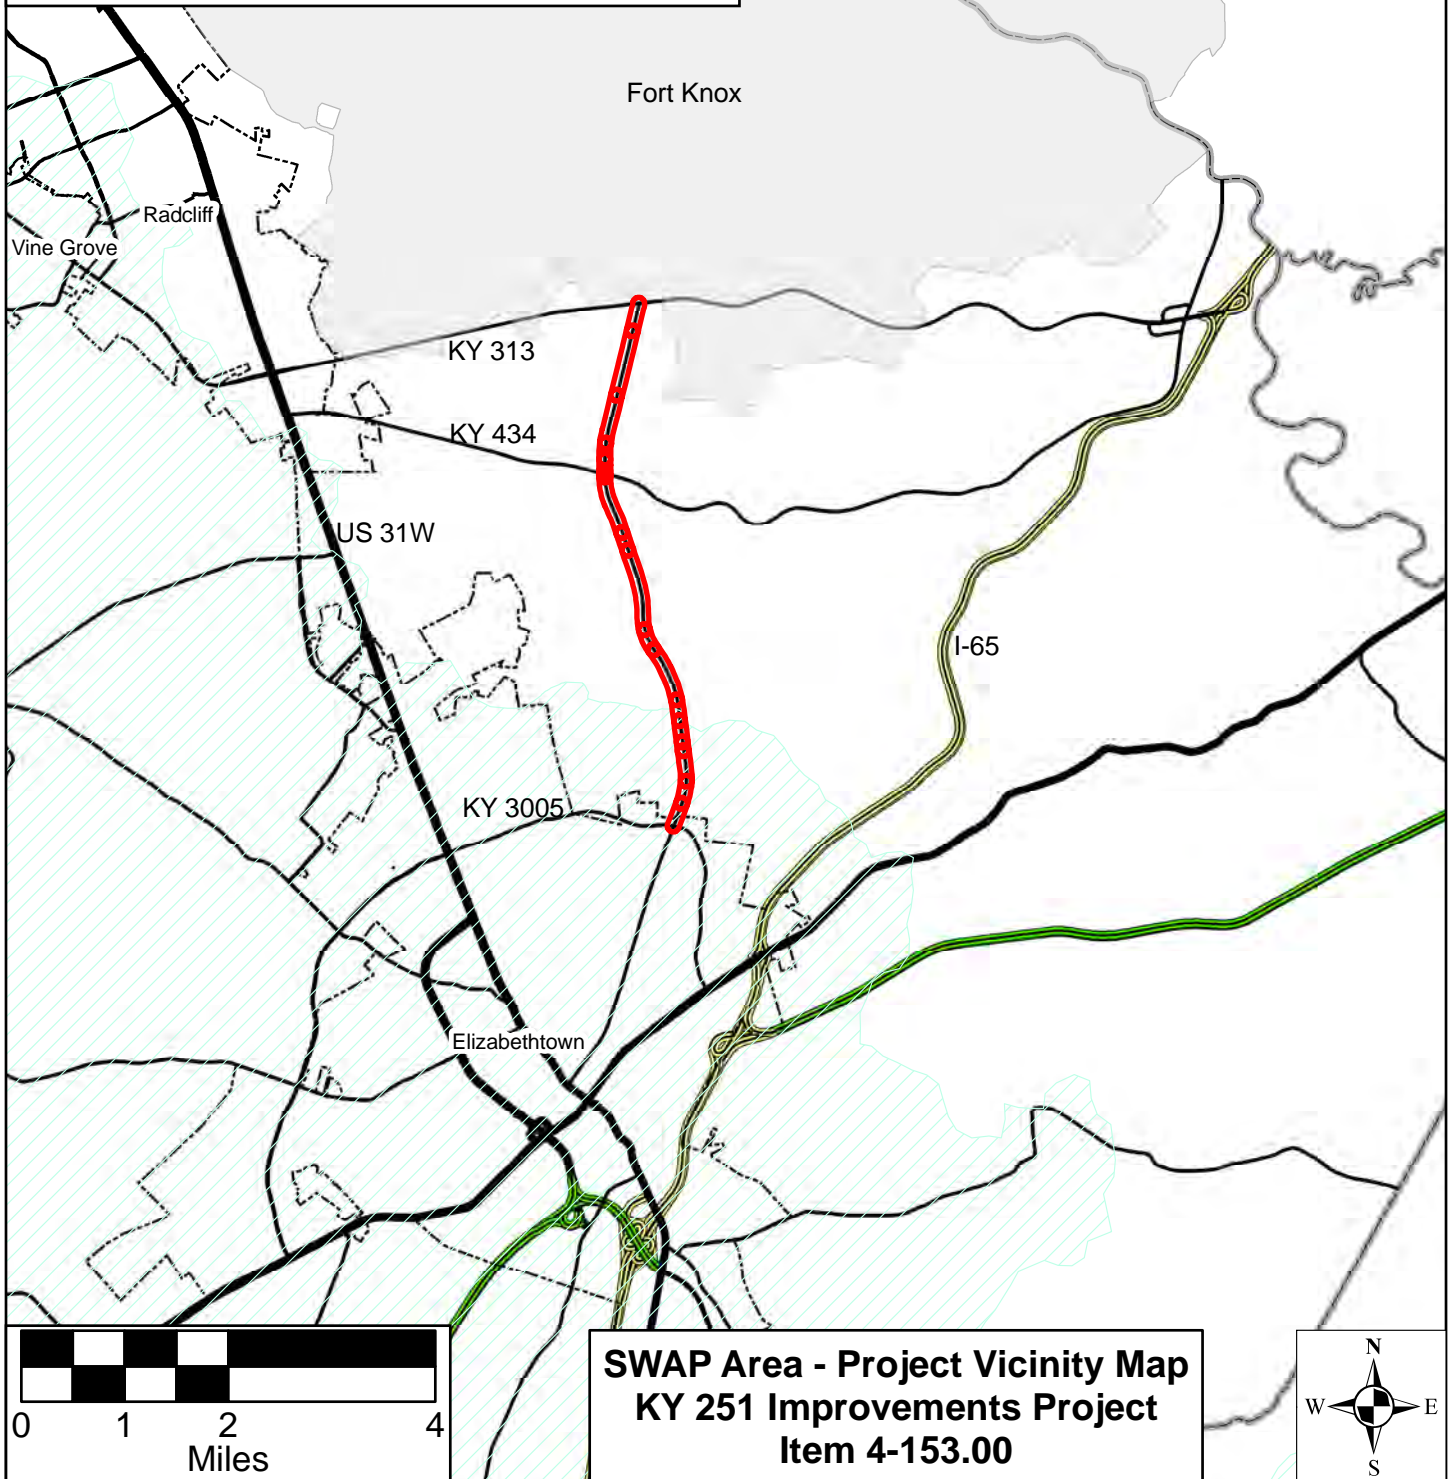 Fort Knox
Radcliff
Vine Grove
KY 313
KY 434
US 31W
I-65
KY 3005
Elizabethtown
0 1 2 4
Miles
SWAP Area - Project Vicinity Map
KY 251 Improvements Project
Item 4-153.00
N
W E
S